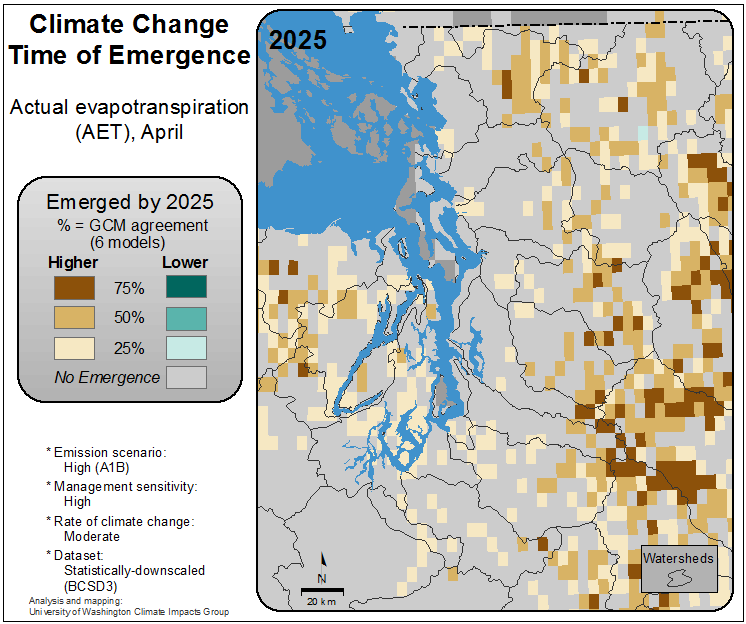 Climate Change
Time of Emergence
Actual evapotranspiration
(AET), April
Emerged by 2025
% = GCM agreement
(6 models)
Higher Lower
75%
50%
25%
No Emergence
* Emission scenario:
High (A1B)
* Management sensitivity:
High
* Rate of climate change:
Moderate
* Dataset:
Statistically-downscaled
(BCSD3)
Analysis and mapping:
University of Washington Climate Impacts Group
2025
N
20 km
Watersheds